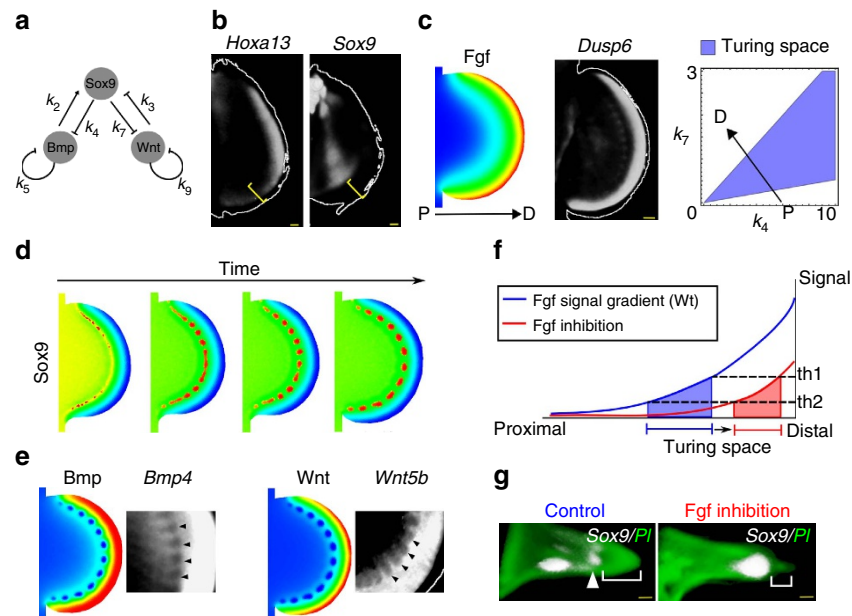 a
Sox9
k2
k4
k7
k3
Bmp
Wnt
k5
k9
b
Hoxa13
Sox9
c
Fgf
P
D
Dusp6
Turing space
3
k7
D
P
0
k4
10
d
Time
Sox9
e
Bmp
Bmp4
Wnt
Wnt5b
f
Signal
Fgf signal gradient (Wt)
Fgf inhibition
th1
th2
Proximal
Distal
Turing space
g
Control
Fgf inhibition
Sox9/PI
Sox9/PI